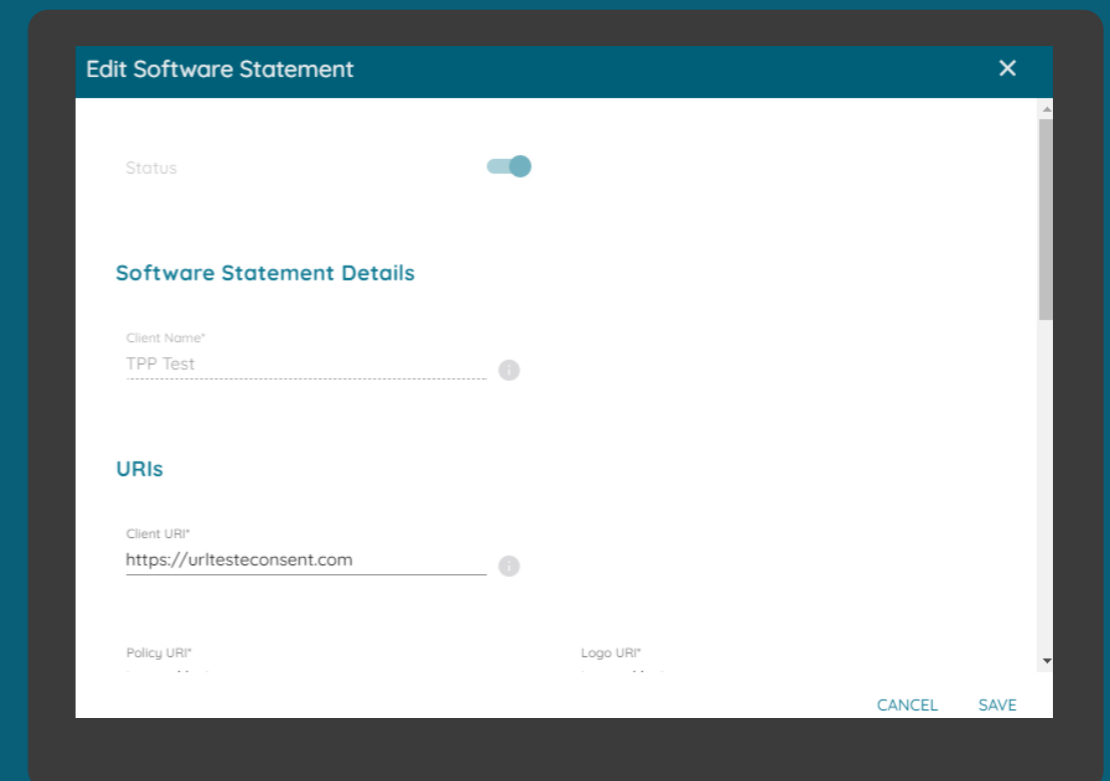 Edit Software Statement
Status
Software Statement Details
Client Name*
TPP Test
URIs
Client URI*
https://urltesteconsent.com
Policy URI*
Logo URI*
CANCEL
SAVE